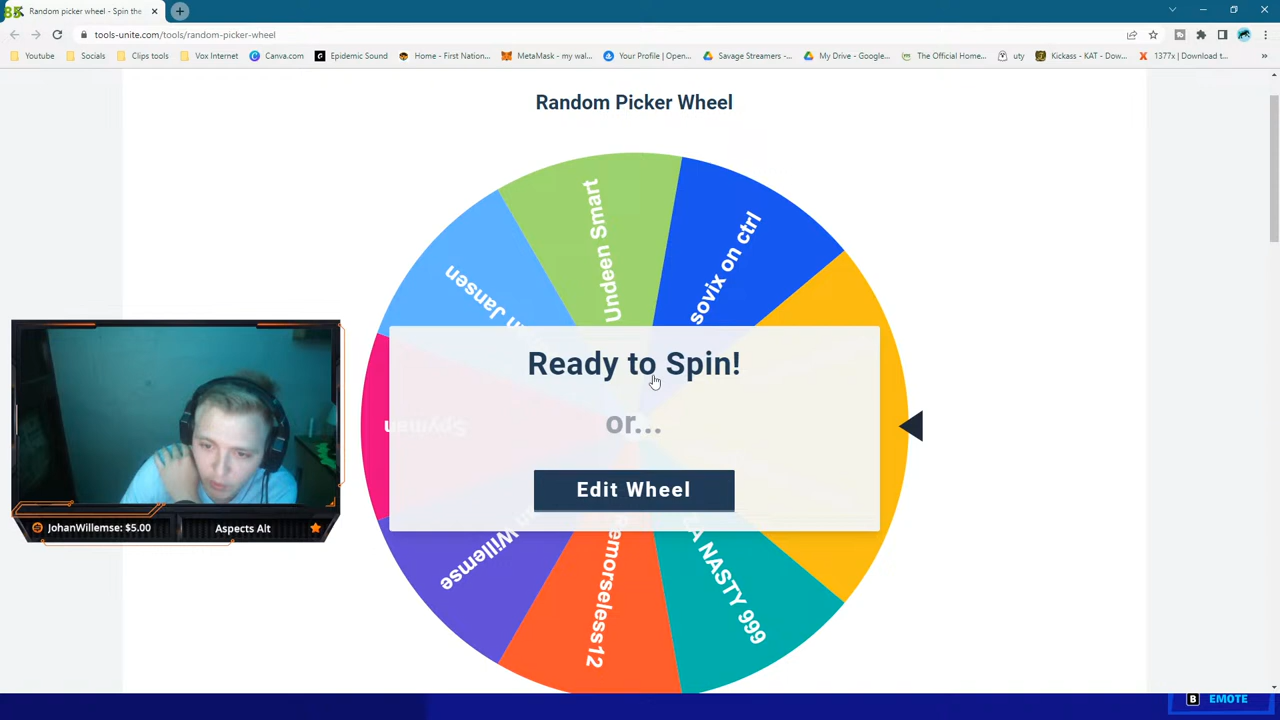 Random picker wheel - Spin the
tools-unite.com/tools/random-picker-wheel
Youtube
Socials
Clips tools
Vox Internet
Canva.com
Epidemic Sound
Home - First Nation...
MetaMask - my wal...
Your Profile | Open...
Savage Streamers -...
My Drive - Google...
The Official Home...
uty
Kickass - KAT - Dow...
1377x | Download t...
Random Picker Wheel
Undeen Smart
sovix on ctrl
n Jansen
Spyman
Ready to Spin!
or...
Edit Wheel
n Willemse
emorseless12
ZA NASTY 999
JohanWillemse: $5.00
Aspects Alt
B EMOTE